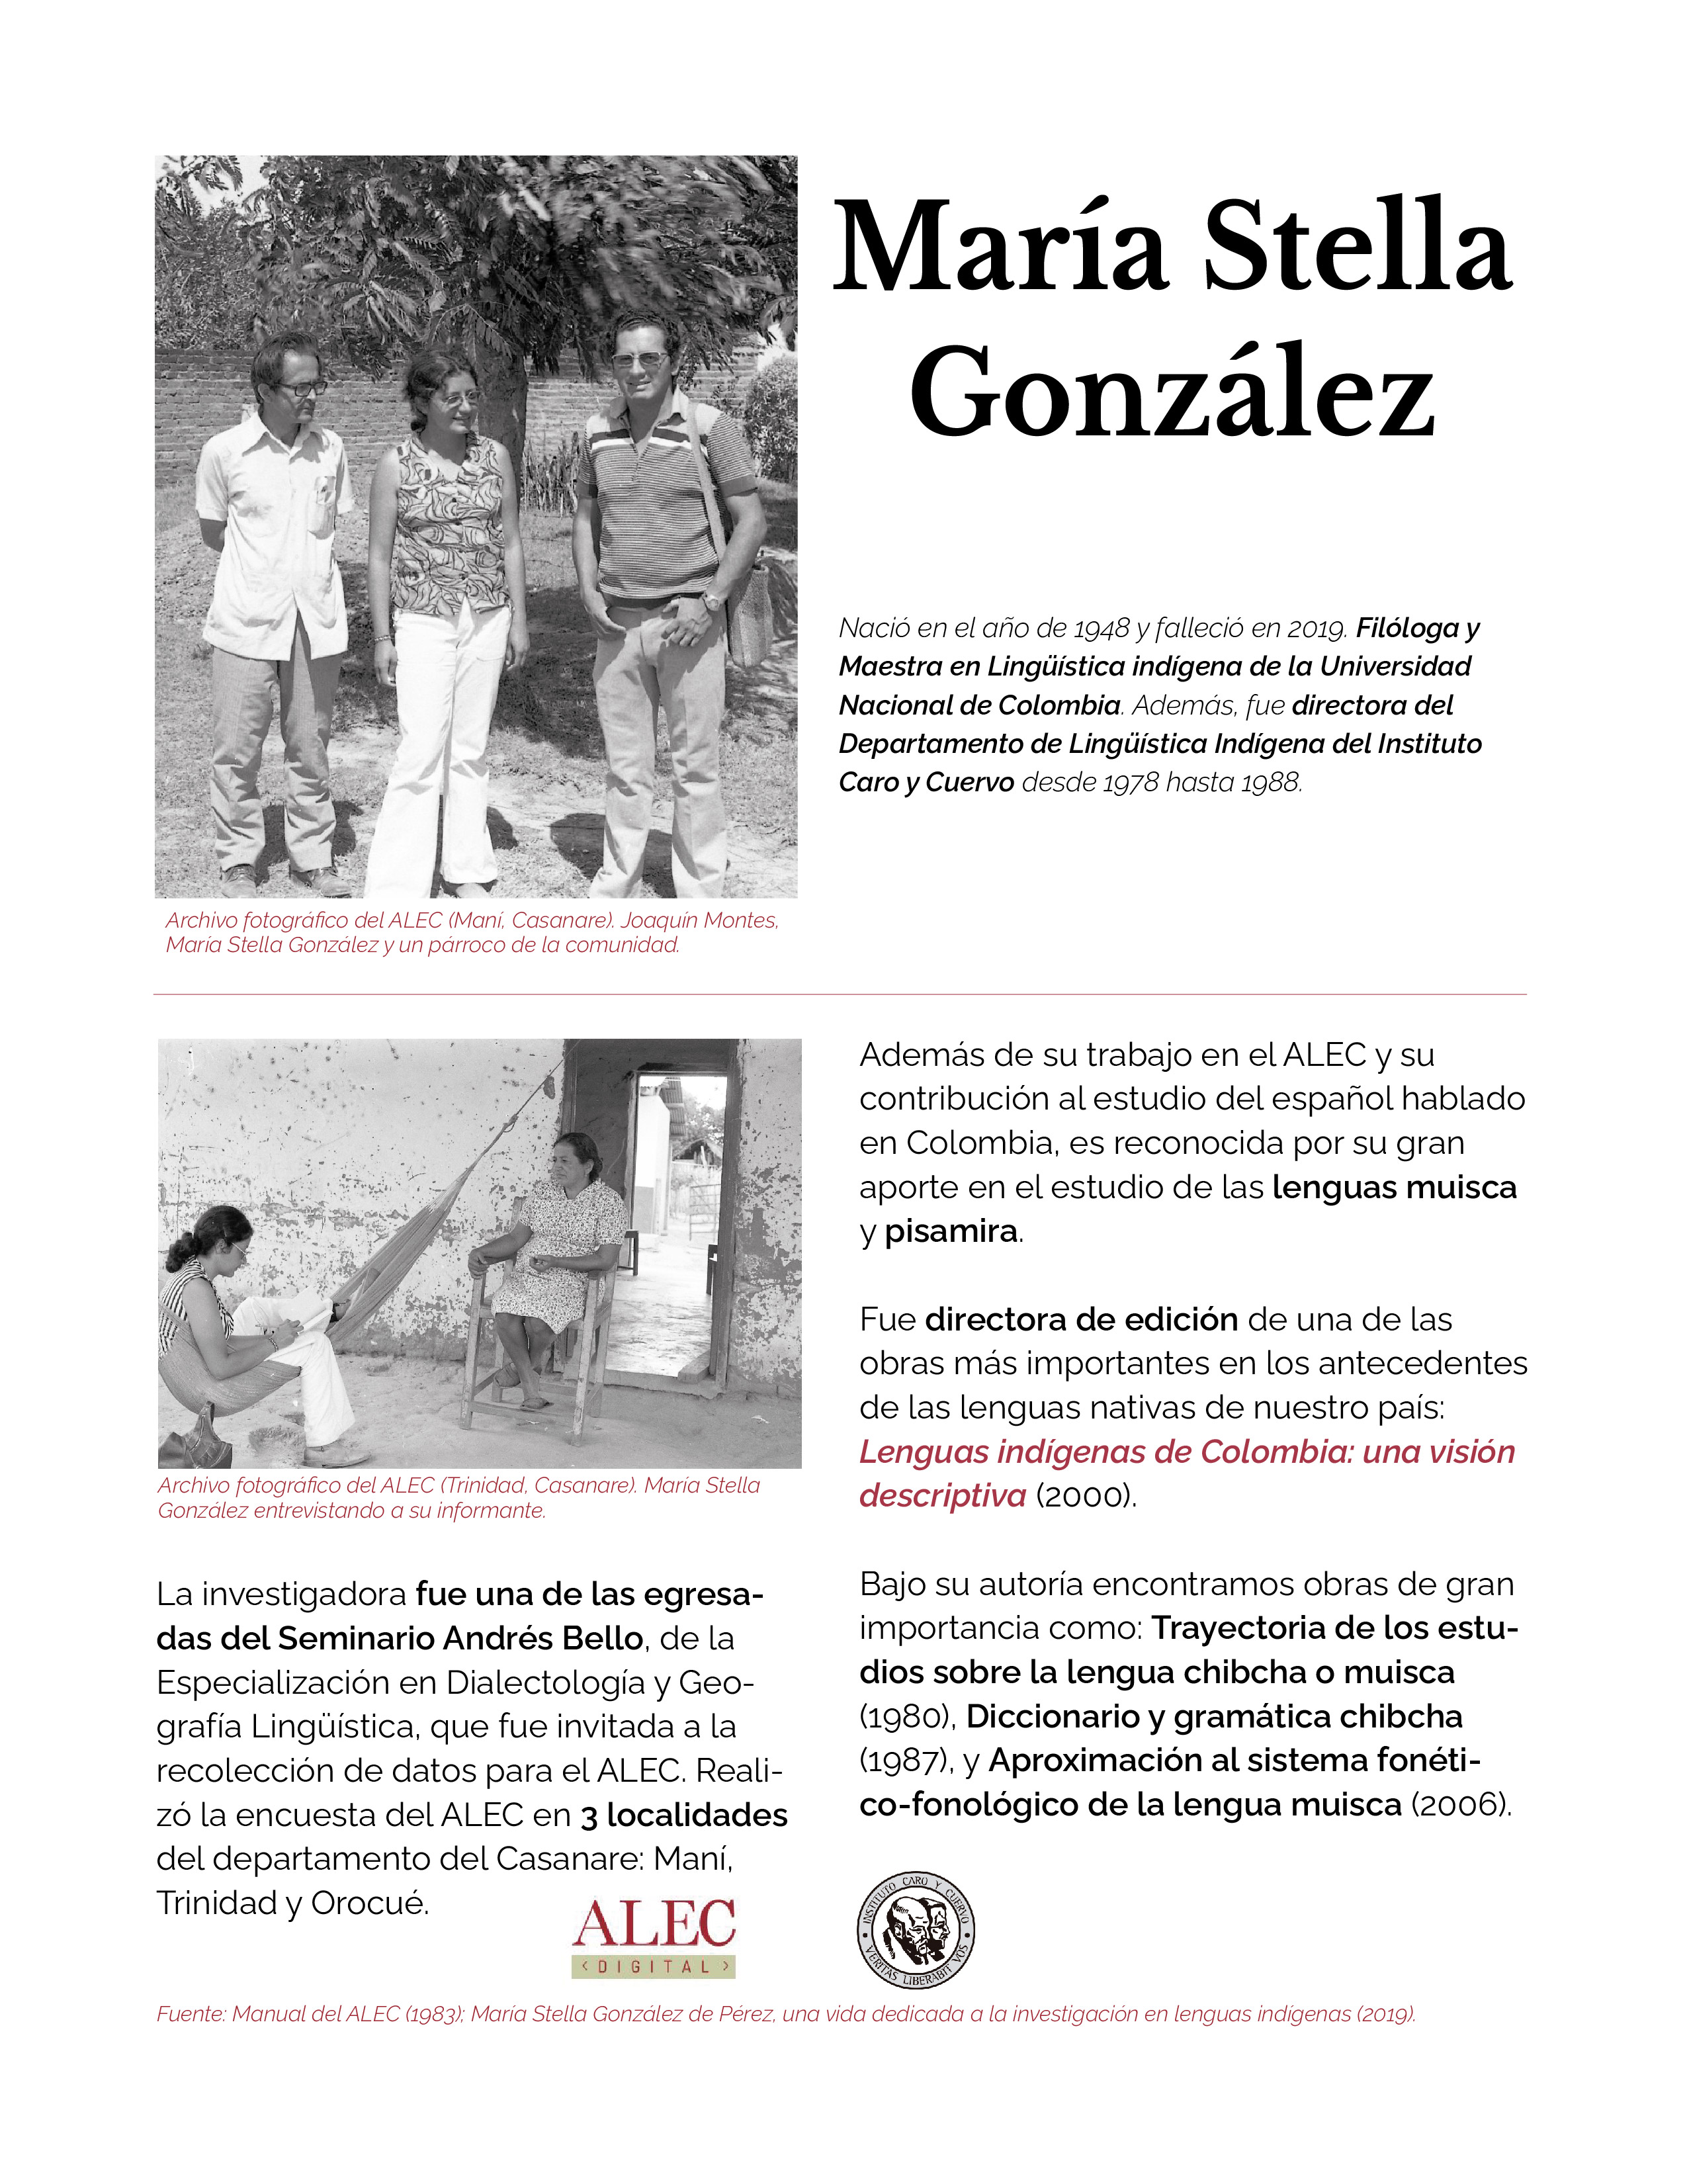 María Stella
González
Nació en el año de 1948 y falleció en 2019. Filóloga y
Maestra en Lingüística indígena de la Universidad
Nacional de Colombia. Además, fue directora del
Departamento de Lingüística Indígena del Instituto
Caro y Cuervo desde 1978 hasta 1988.
Archivo fotográfico del ALEC (Maní, Casanare). Joaquín Montes,
María Stella González y un párroco de la comunidad.
Archivo fotográfico del ALEC (Trinidad, Casanare). María Stella
González entrevistando a su informante.
La investigadora fue una de las egresa-
das del Seminario Andrés Bello, de la
Especialización en Dialectología y Geo-
grafía Lingüística, que fue invitada a la
recolección de datos para el ALEC. Reali-
zó la encuesta del ALEC en 3 localidades
del departamento del Casanare: Maní,
Trinidad y Orocué.
Además de su trabajo en el ALEC y su
contribución al estudio del español hablado
en Colombia, es reconocida por su gran
aporte en el estudio de las lenguas muisca
y pisamira.
Fue directora de edición de una de las
obras más importantes en los antecedentes
de las lenguas nativas de nuestro país:
Lenguas indígenas de Colombia: una visión
descriptiva (2000).
Bajo su autoría encontramos obras de gran
importancia como: Trayectoria de los estu-
dios sobre la lengua chibcha o muisca
(1980), Diccionario y gramática chibcha
(1987), y Aproximación al sistema fonéti-
co-fonológico de la lengua muisca (2006).
ALEC
<DIGITAL>
INSTITUTO CARO Y CUERVO
VERITAS LIBERABIT VOS
Fuente: Manual del ALEC (1983); María Stella González de Pérez, una vida dedicada a la investigación en lenguas indígenas (2019).